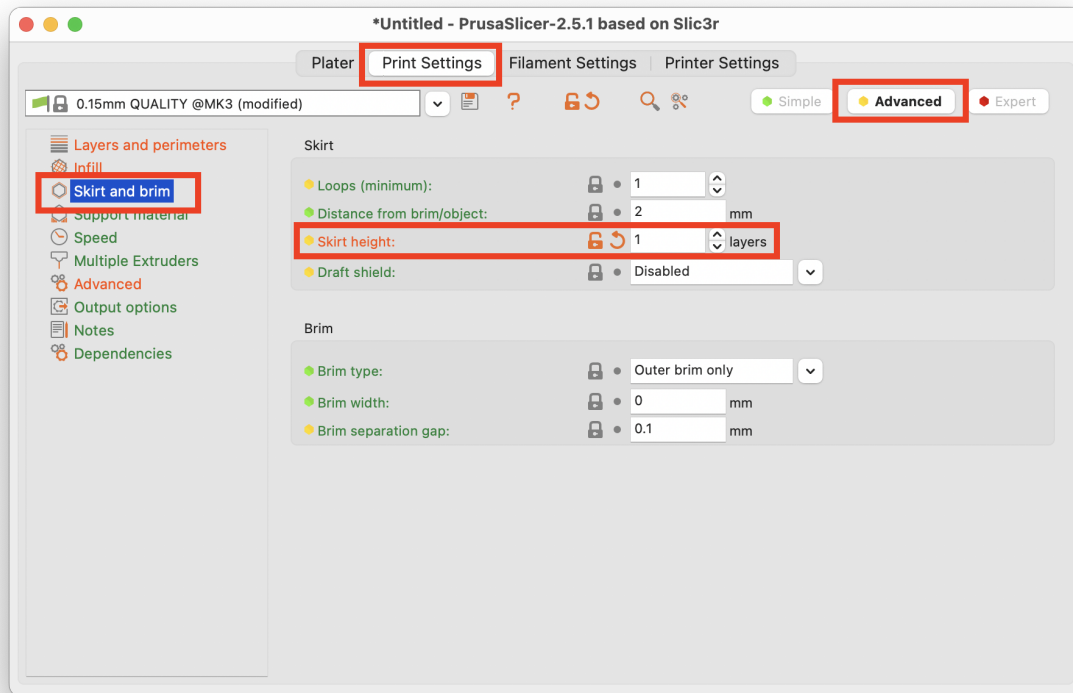 *Untitled - PrusaSlicer-2.5.1 based on Slic3r
Plater Print Settings Filament Settings Printer Settings
0.15mm QUALITY @MK3 (modified) ? Simple Advanced Expert
Layers and perimeters
Infill
Skirt and brim
Support material
Speed
Multiple Extruders
Advanced
Output options
Notes
Dependencies
Skirt
Loops (minimum): 1
Distance from brim/object: 2 mm
Skirt height: 1 layers
Draft shield: Disabled
Brim
Brim type: Outer brim only
Brim width: 0 mm
Brim separation gap: 0.1 mm